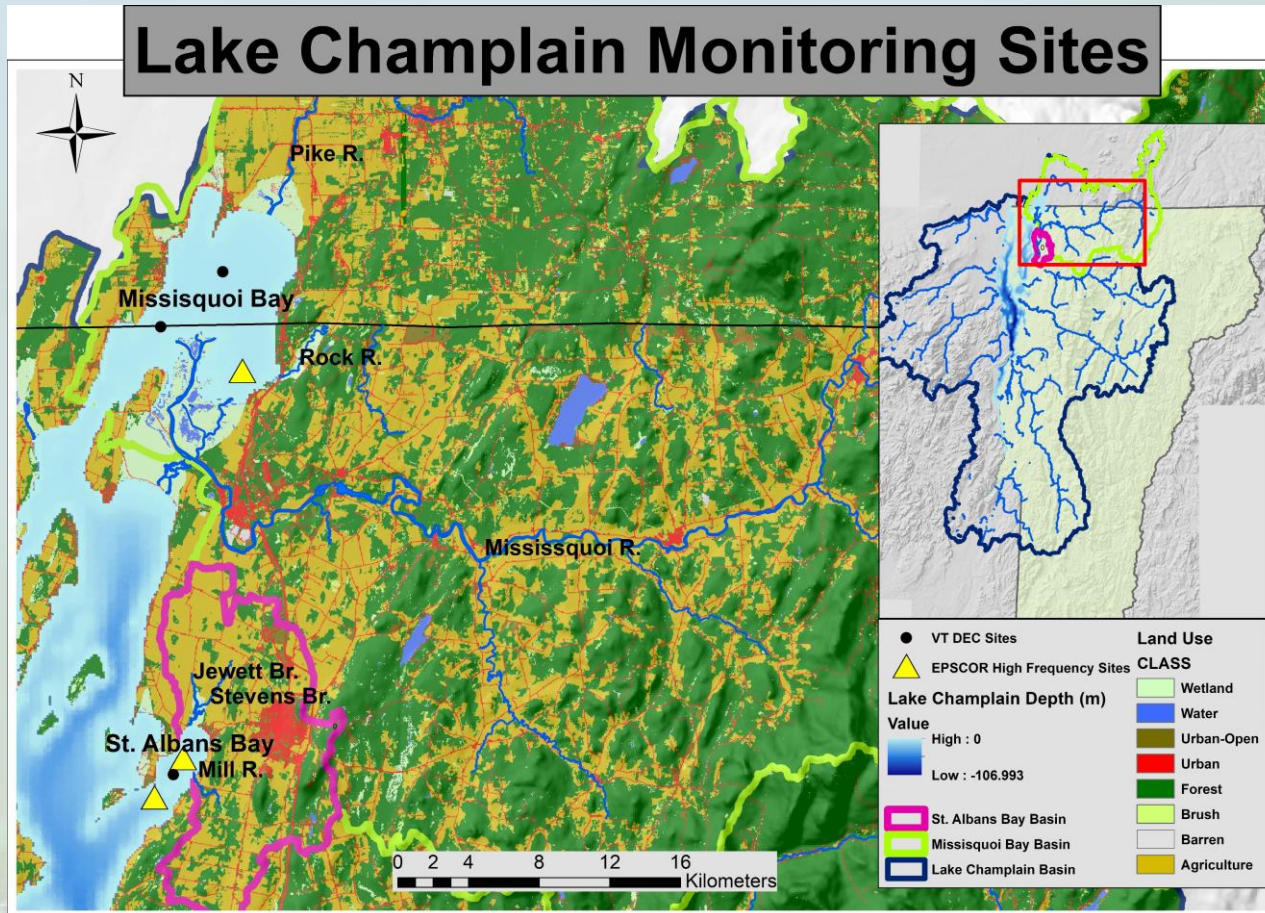 Lake Champlain Monitoring Sites
N
Pike R.
Missisquoi Bay
Rock R.
Mississquoi R.
Jewett Br.
Stevens Br.
St. Albans Bay
Mill R.
0 2 4 8 12 16
Kilometers
VT DEC Sites
EPSCOR High Frequency Sites
Lake Champlain Depth (m)
Value
High : 0
Low : -106.993
St. Albans Bay Basin
Missisquoi Bay Basin
Lake Champlain Basin
Land Use
CLASS
Wetland
Water
Urban-Open
Urban
Forest
Brush
Barren
Agriculture